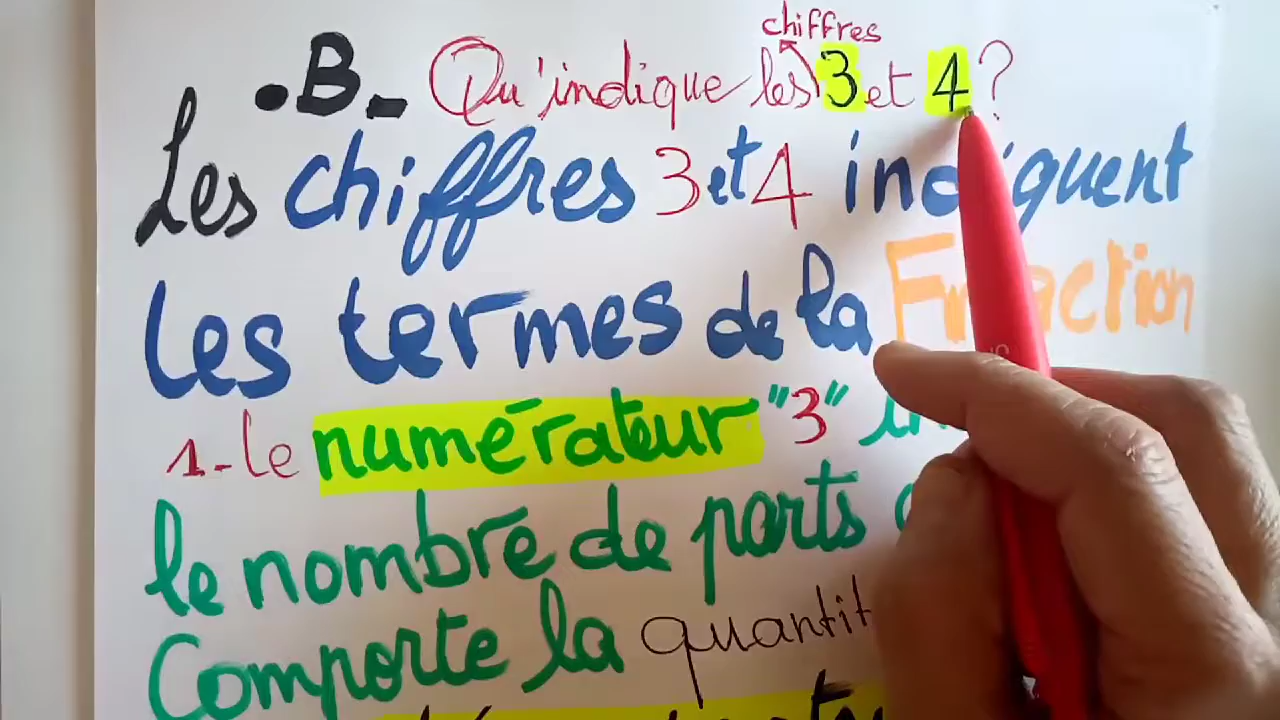 chiffres
.B_ Qu'indique les 3 et 4 ?
Les chiffres 3 et 4 indiquent
les termes de la Fraction
1-le numérateur "3"
le nombre de parts
Comporte la